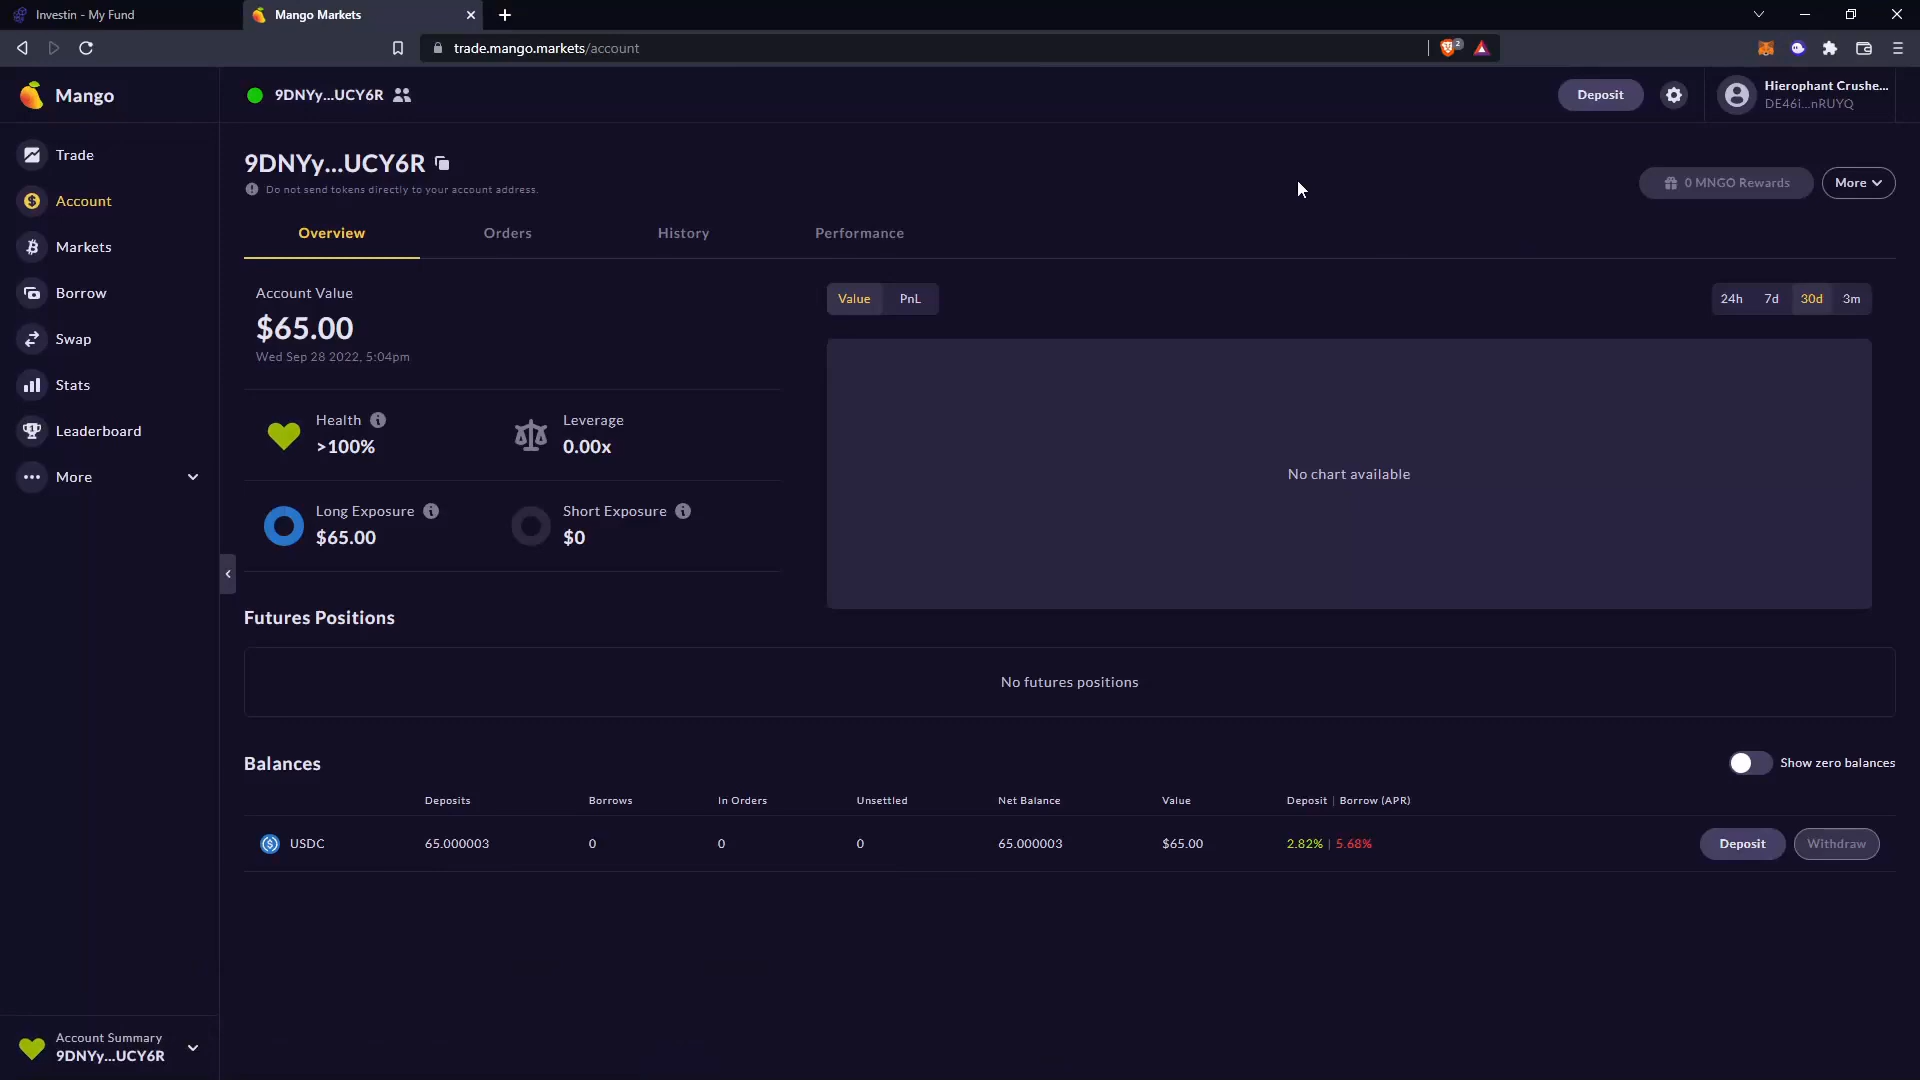 Investin - My Fund
Mango Markets
trade.mango.markets/account
2
Mango
9DNYy...UCY6R
Deposit
Hierophant Crushe...
DE46i...nRUYQ
Trade
Account
Markets
Borrow
Swap
Stats
Leaderboard
More
9DNYy...UCY6R
Do not send tokens directly to your account address.
0 MNGO Rewards
More
Overview
Orders
History
Performance
Account Value
$65.00
Wed Sep 28 2022, 5:04pm
Health
>100%
Leverage
0.00x
Long Exposure
$65.00
Short Exposure
$0
Value
PnL
24h
7d
30d
3m
No chart available
Futures Positions
No futures positions
Balances
Show zero balances
Deposits
Borrows
In Orders
Unsettled
Net Balance
Value
Deposit | Borrow (APR)
USDC
65.000003
0
0
0
65.000003
$65.00
2.82% | 5.68%
Deposit
Withdraw
Account Summary
9DNYy...UCY6R